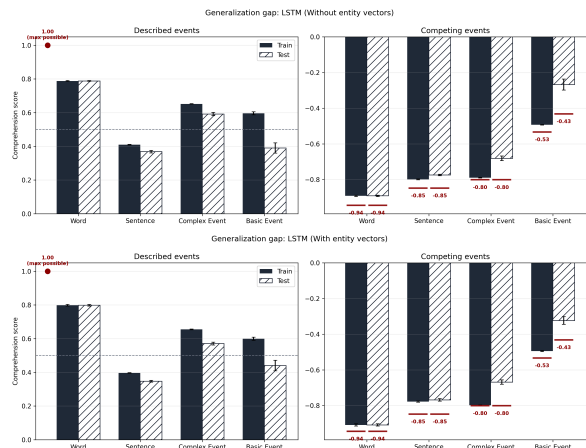 Generalization gap: LSTM (Without entity vectors)
Described events
1.00
(max possible)
Comprehension score
1.0
0.8
0.6
0.4
0.2
0.0
Train
Test
Word
Sentence
Complex Event
Basic Event
Competing events
0.0
−0.2
−0.4
−0.6
−0.8
-0.94
-0.94
-0.85
-0.85
-0.80
-0.80
-0.53
-0.43
Word
Sentence
Complex Event
Basic Event
Generalization gap: LSTM (With entity vectors)
Described events
1.00
(max possible)
Comprehension score
1.0
0.8
0.6
0.4
0.2
0.0
Train
Test
Word
Sentence
Complex Event
Basic Event
Competing events
0.0
−0.2
−0.4
−0.6
−0.8
-0.94
-0.94
-0.85
-0.85
-0.80
-0.80
-0.53
-0.43
Word
Sentence
Complex Event
Basic Event